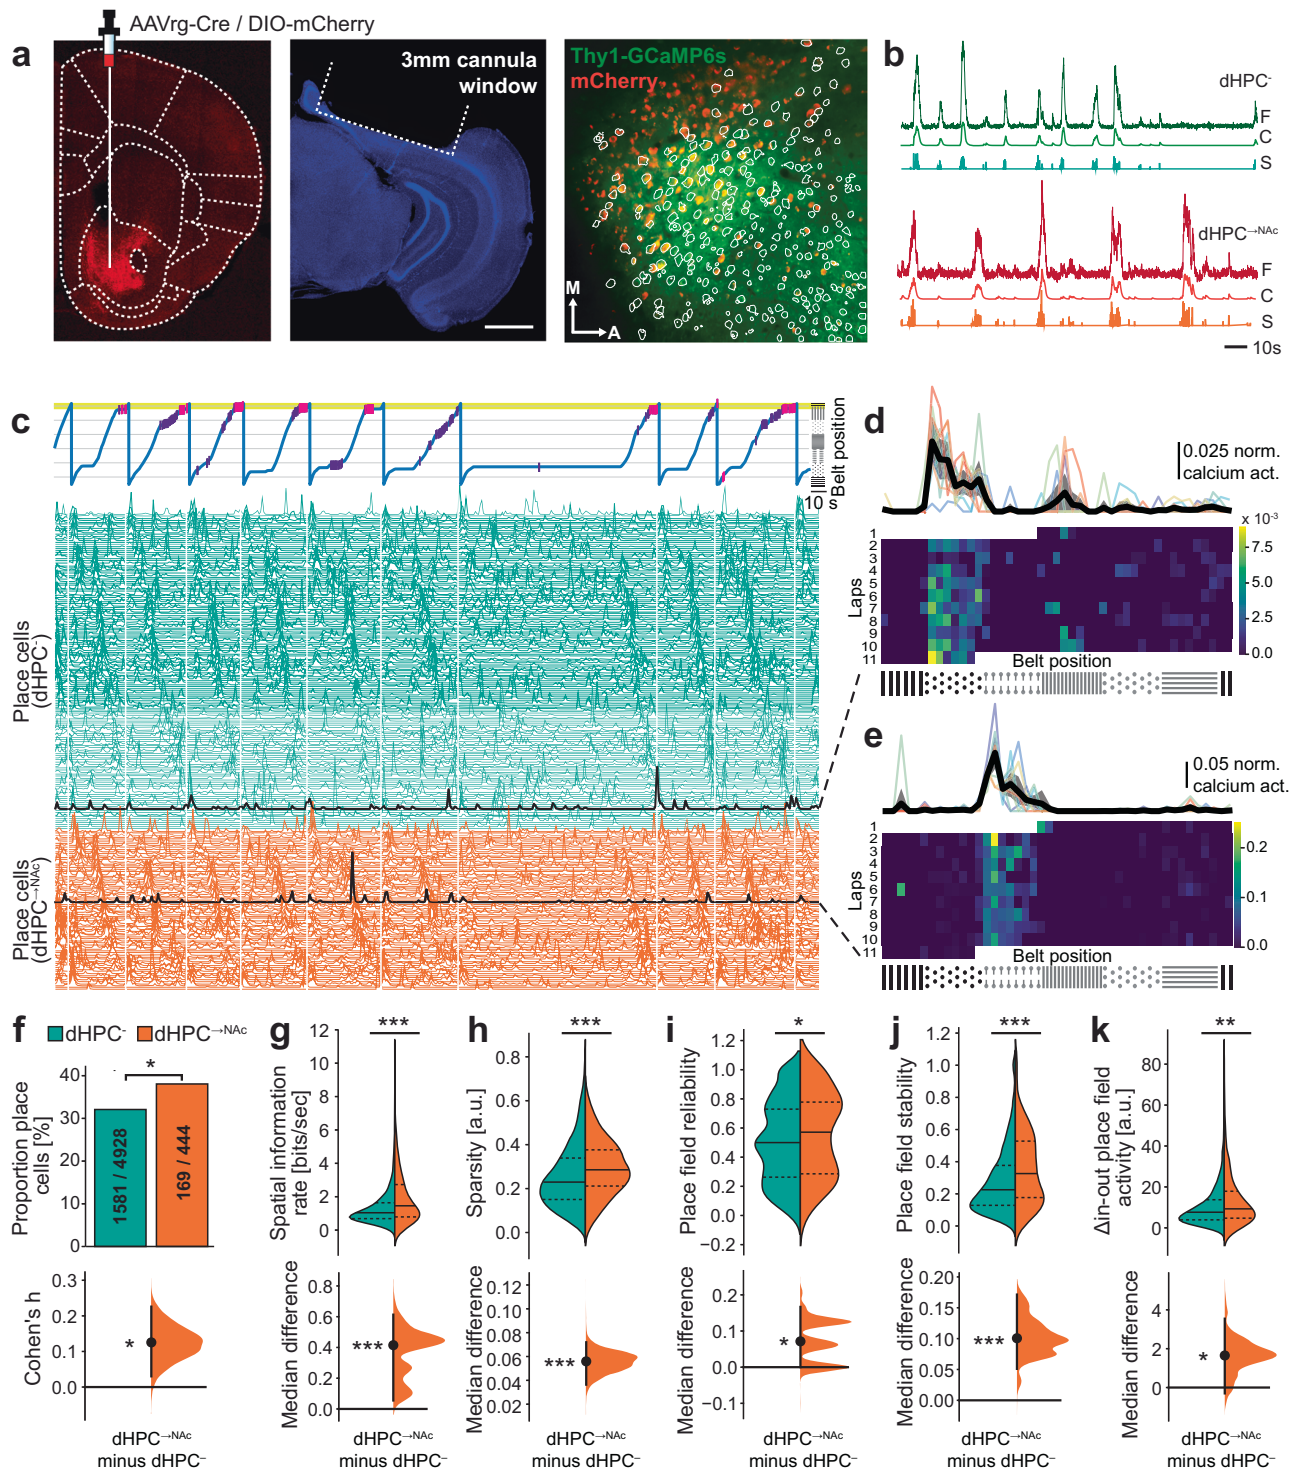 AAVrg-Cre / DIO-mCherry
a
3mm cannula
window
Thy1-GCaMP6s
mCherry
M
A
b
dHPC-
F
C
S
dHPC→NAc
F
C
S
10s
c
Belt position
10 s
Place cells
(dHPC-)
Place cells
(dHPC→NAc)
d
0.025 norm.
calcium act.
x 10-3
7.5
5.0
2.5
0.0
Laps
1
2
3
4
5
6
7
8
9
10
11
Belt position
e
0.05 norm.
calcium act.
0.2
0.1
0.0
Laps
1
2
3
4
5
6
7
8
9
10
11
Belt position
f
dHPC-
dHPC→NAc
Proportion place
cells [%]
40
30
20
10
0
*
1581 / 4928
169 / 444
Cohen's h
0.3
0.2
0.1
0.0
*
dHPC→NAc
minus dHPC-
g
***
Spatial information
rate [bits/sec]
12
10
8
6
4
2
0
Median difference
0.8
0.6
0.4
0.2
0.0
***
dHPC→NAc
minus dHPC-
h
***
Sparsity [a.u.]
0.8
0.6
0.4
0.2
0.0
Median difference
0.12
0.10
0.08
0.06
0.04
0.02
***
dHPC→NAc
minus dHPC-
i
*
Place field reliability
1.2
1.0
0.8
0.6
0.4
0.2
0.0
−0.2
Median difference
0.2
0.1
0.0
−0.1
*
dHPC→NAc
minus dHPC-
j
***
Place field stability
1.2
1.0
0.8
0.6
0.4
0.2
0.0
Median difference
0.20
0.15
0.10
0.05
0.00
***
dHPC→NAc
minus dHPC-
k
**
Δin-out place field
activity [a.u.]
80
60
40
20
0
Median difference
4
2
0
*
dHPC→NAc
minus dHPC-